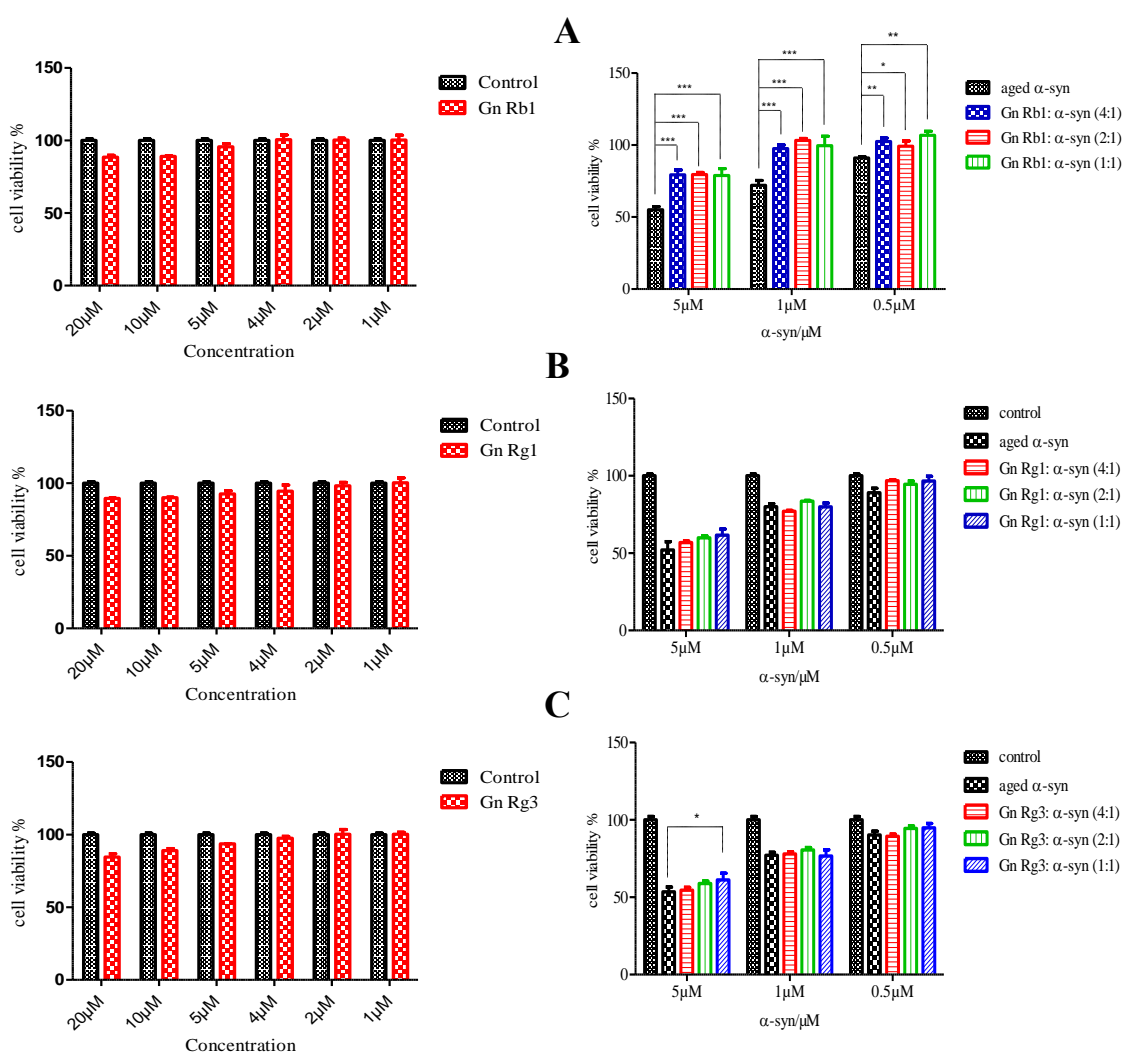 A
150
100
50
0
cell viability %
Control
Gn Rb1
20μM
10μM
5μM
4μM
2μM
1μM
Concentration
150
100
50
0
cell viability %
***
***
***
***
***
***
**
*
**
aged α-syn
Gn Rb1: α-syn (4:1)
Gn Rb1: α-syn (2:1)
Gn Rb1: α-syn (1:1)
5μM
1μM
0.5μM
α-syn/μM
B
150
100
50
0
cell viability %
Control
Gn Rg1
20μM
10μM
5μM
4μM
2μM
1μM
Concentration
150
100
50
0
cell viability %
control
aged α-syn
Gn Rg1: α-syn (4:1)
Gn Rg1: α-syn (2:1)
Gn Rg1: α-syn (1:1)
5μM
1μM
0.5μM
α-syn/μM
C
150
100
50
0
cell viability %
Control
Gn Rg3
20μM
10μM
5μM
4μM
2μM
1μM
Concentration
150
100
50
0
cell viability %
*
control
aged α-syn
Gn Rg3: α-syn (4:1)
Gn Rg3: α-syn (2:1)
Gn Rg3: α-syn (1:1)
5μM
1μM
0.5μM
α-syn/μM